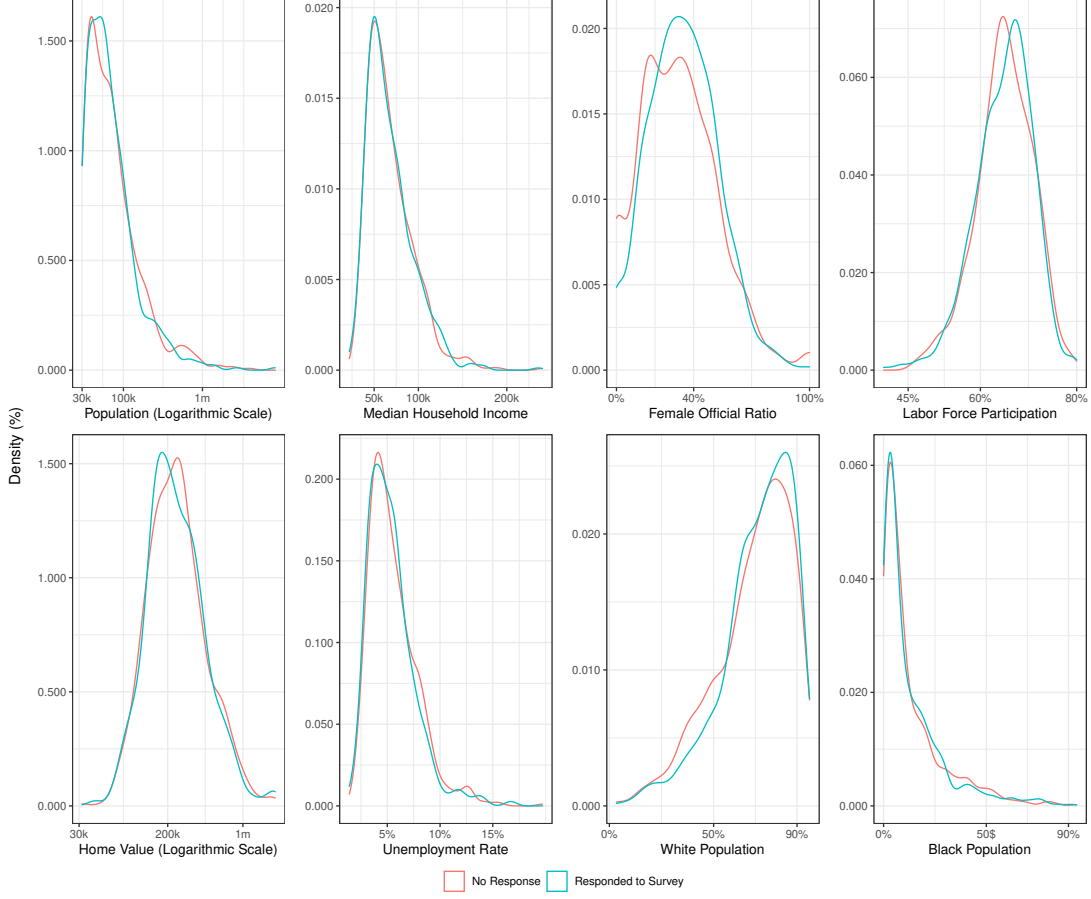 Density (%)
1.500
1.000
0.500
0.000
30k 100k 1m
Population (Logarithmic Scale)
0.020
0.015
0.010
0.005
0.000
50k 100k 200k
Median Household Income
0.020
0.015
0.010
0.005
0.000
0% 40% 100%
Female Official Ratio
0.060
0.040
0.020
0.000
45% 60% 80%
Labor Force Participation
1.500
1.000
0.500
0.000
30k 200k 1m
Home Value (Logarithmic Scale)
0.200
0.150
0.100
0.050
0.000
5% 10% 15%
Unemployment Rate
0.020
0.010
0.000
0% 50% 90%
White Population
0.060
0.040
0.020
0.000
0% 50$ 90%
Black Population
No Response Responded to Survey